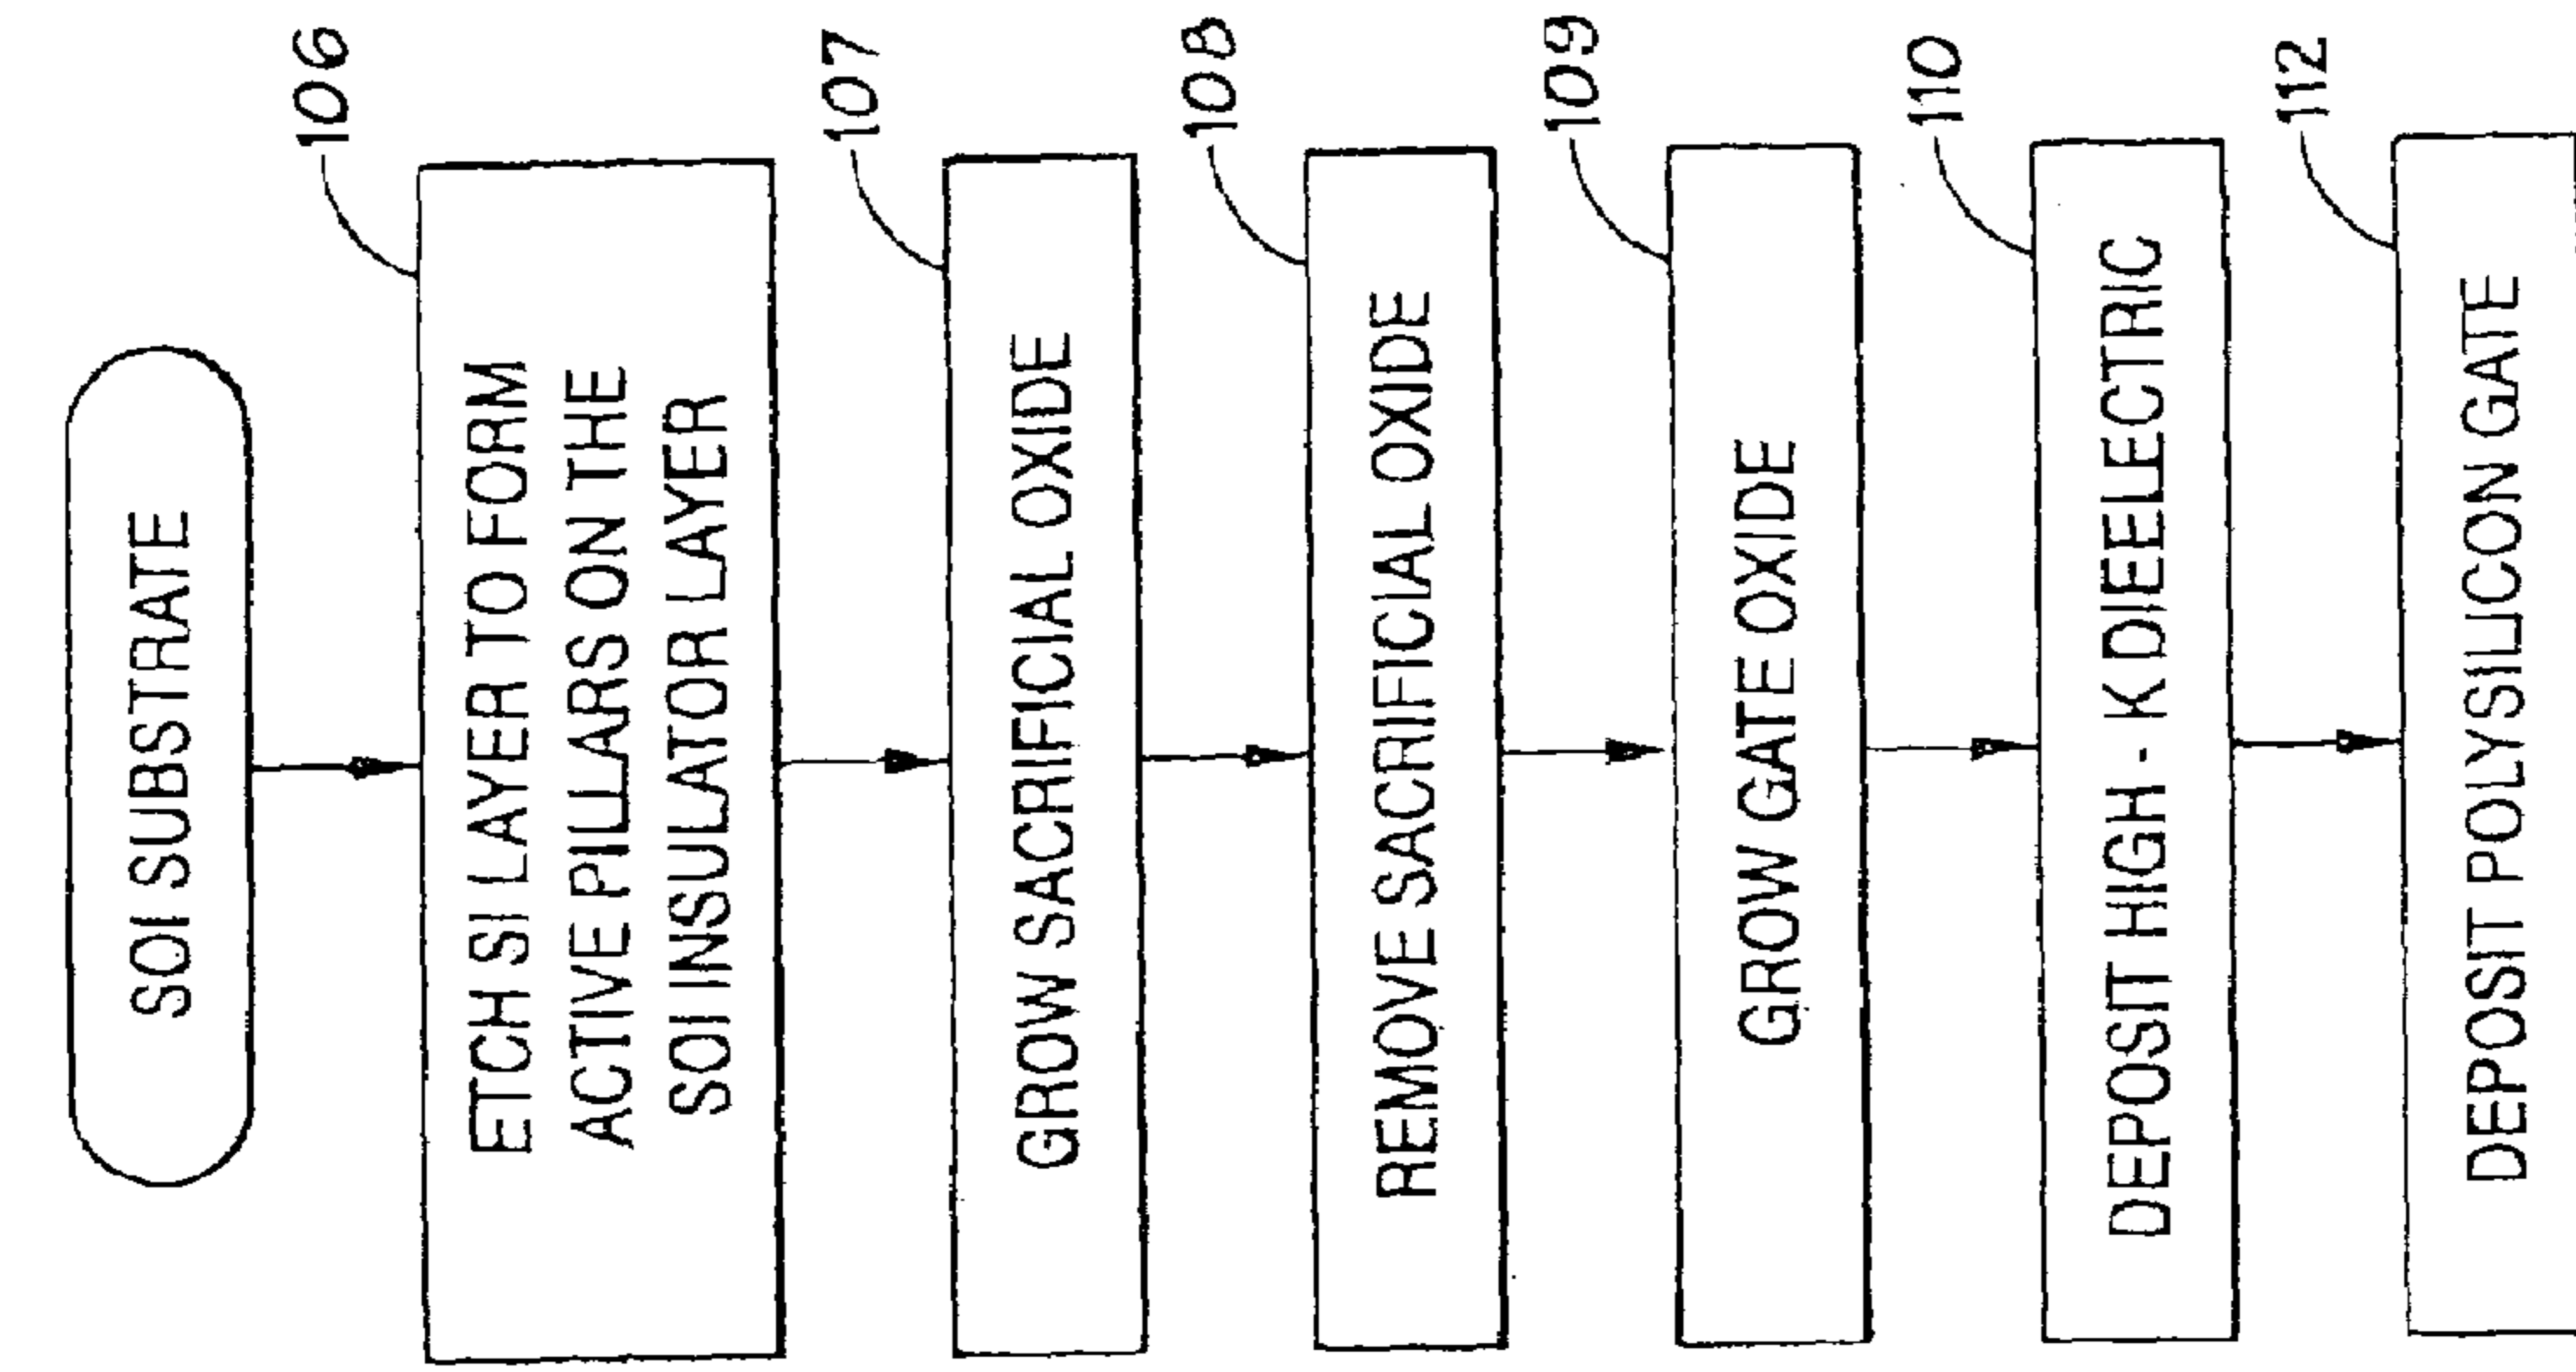 SOI SUBSTRATE
106
ETCH SI LAYER TO FORM
ACTIVE PILLARS ON THE
SOI INSULATOR LAYER
107
GROW SACRIFICIAL OXIDE
108
REMOVE SACRIFICIAL OXIDE
109
GROW GATE OXIDE
110
DEPOSIT HIGH - K DIEELECTRIC
112
DEPOSIT POLYSILICON GATE